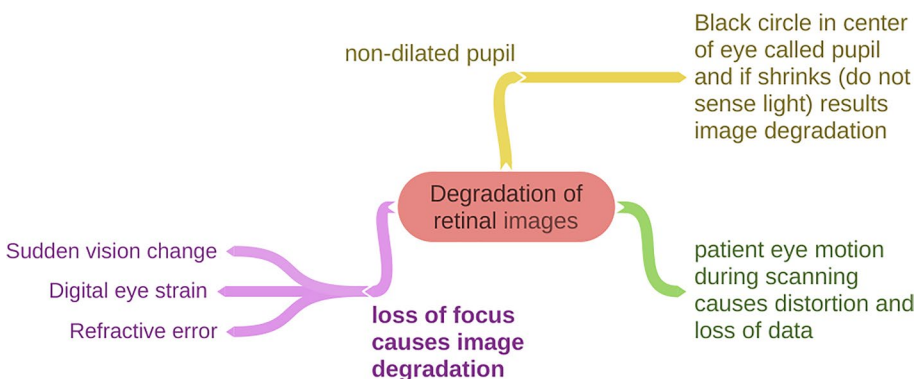 non-dilated pupil
Black circle in center
of eye called pupil
and if shrinks (do not
sense light) results
image degradation
Degradation of
retinal images
Sudden vision change
Digital eye strain
Refractive error
loss of focus
causes image
degradation
patient eye motion
during scanning
causes distortion and
loss of data